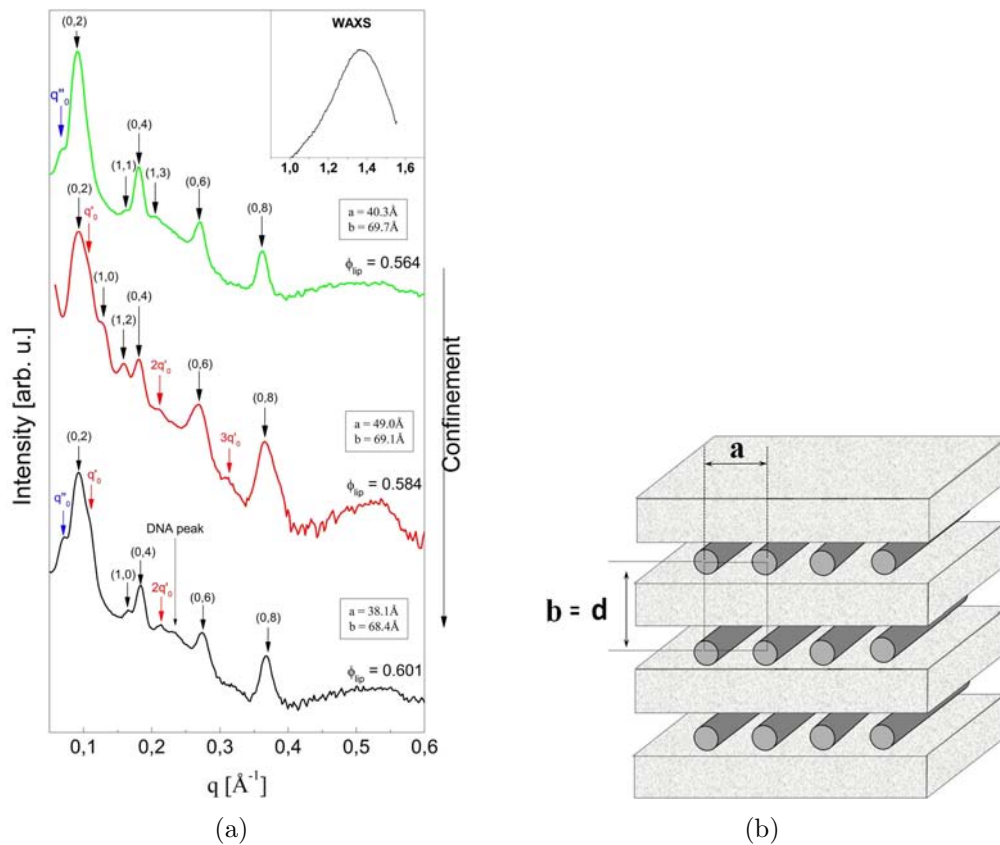 WAXS
1,0 1,2 1,4 1,6
(0,2)
q''₀
(1,1)
(0,4)
(1,3)
(0,6)
(0,8)
a = 40.3Å
b = 69.7Å
ϕlip = 0.564
(0,2)
q'₀
(1,0)
(1,2)
(0,4)
2q'₀
(0,6)
3q'₀
(0,8)
a = 49.0Å
b = 69.1Å
ϕlip = 0.584
(0,2)
q''₀
q'₀
(1,0)
(0,4)
2q'₀
DNA peak
(0,6)
(0,8)
a = 38.1Å
b = 68.4Å
ϕlip = 0.601
Intensity [arb. u.]
Confinement
0,1 0,2 0,3 0,4 0,5 0,6
q [Å⁻¹]
(a)
a
b = d
(b)